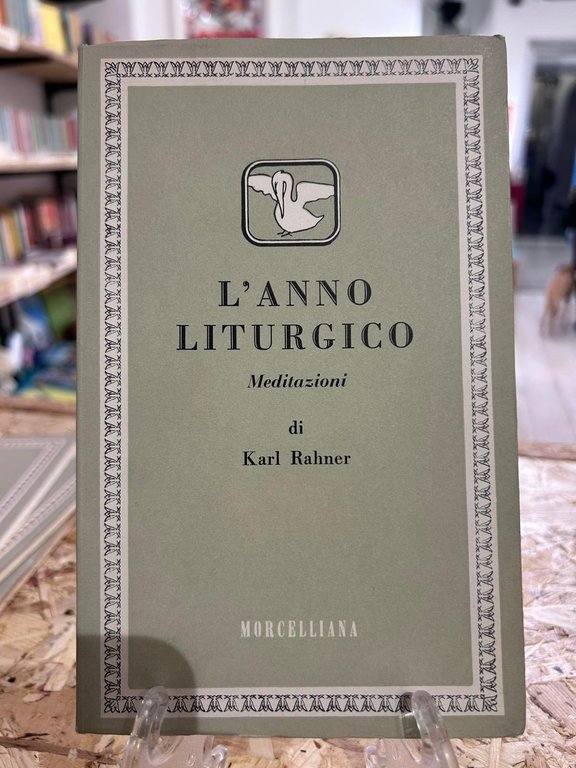 L'ANNO
LITURGICO
Meditazioni
di
Karl Rahner
MORCELLIANA